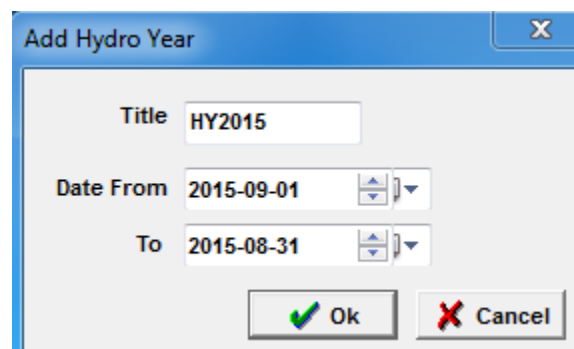 Add Hydro Year
Title HY2015
Date From 2015-09-01
To 2015-08-31
Ok Cancel